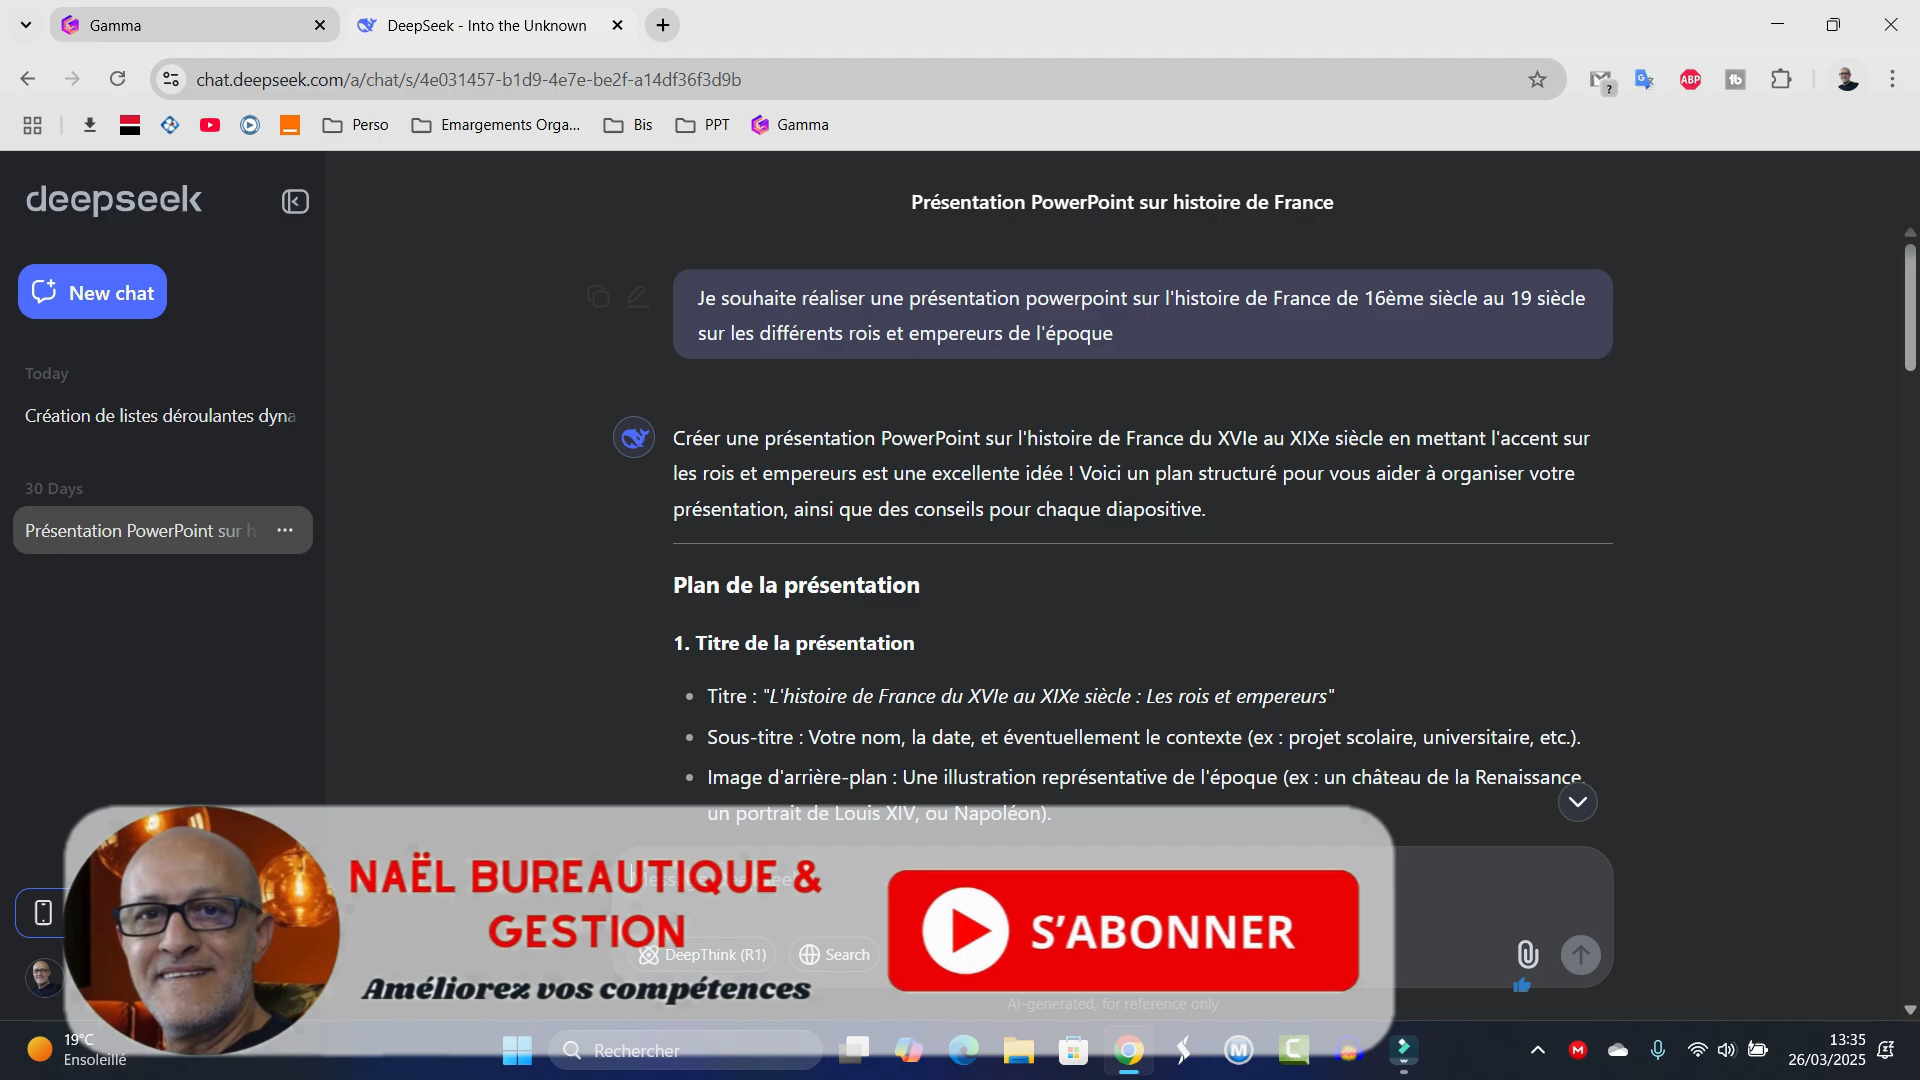 Gamma
DeepSeek - Into the Unknown
chat.deepseek.com/a/chat/s/4e031457-b1d9-4e7e-be2f-a14df36f3d9b
?
ABP
tb
Perso
Emargements Orga...
Bis
PPT
Gamma
deepseek
New chat
Today
Création de listes déroulantes dyna
30 Days
Présentation PowerPoint sur h
Présentation PowerPoint sur histoire de France
Je souhaite réaliser une présentation powerpoint sur l'histoire de France de 16ème siècle au 19 siècle
sur les différents rois et empereurs de l'époque
Créer une présentation PowerPoint sur l'histoire de France du XVIe au XIXe siècle en mettant l'accent sur
les rois et empereurs est une excellente idée ! Voici un plan structuré pour vous aider à organiser votre
présentation, ainsi que des conseils pour chaque diapositive.
Plan de la présentation
1. Titre de la présentation
• Titre : "L'histoire de France du XVIe au XIXe siècle : Les rois et empereurs"
• Sous-titre : Votre nom, la date, et éventuellement le contexte (ex : projet scolaire, universitaire, etc.).
• Image d'arrière-plan : Une illustration représentative de l'époque (ex : un château de la Renaissance,
un portrait de Louis XIV, ou Napoléon).
NAËL BUREAUTIQUE &
GESTION
Améliorez vos compétences
S'ABONNER
DeepThink (R1)
Search
AI-generated, for reference only
19°C
Ensoleillé
Rechercher
13:35
26/03/2025